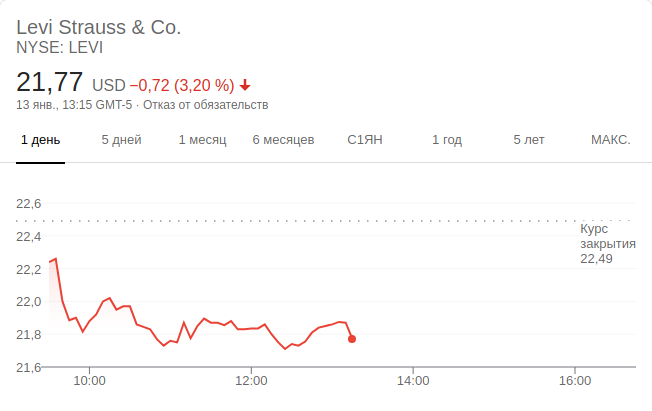 Levi Strauss & Co.
NYSE: LEVI
21,77 USD −0,72 (3,20 %)
13 янв., 13:15 GMT-5 · Отказ от обязательств
1 день 5 дней 1 месяц 6 месяцев С1ЯН 1 год 5 лет МАКС.
22,6
Курс
закрытия
22,49
22,4
22,2
22,0
21,8
21,6
10:00 12:00 14:00 16:00